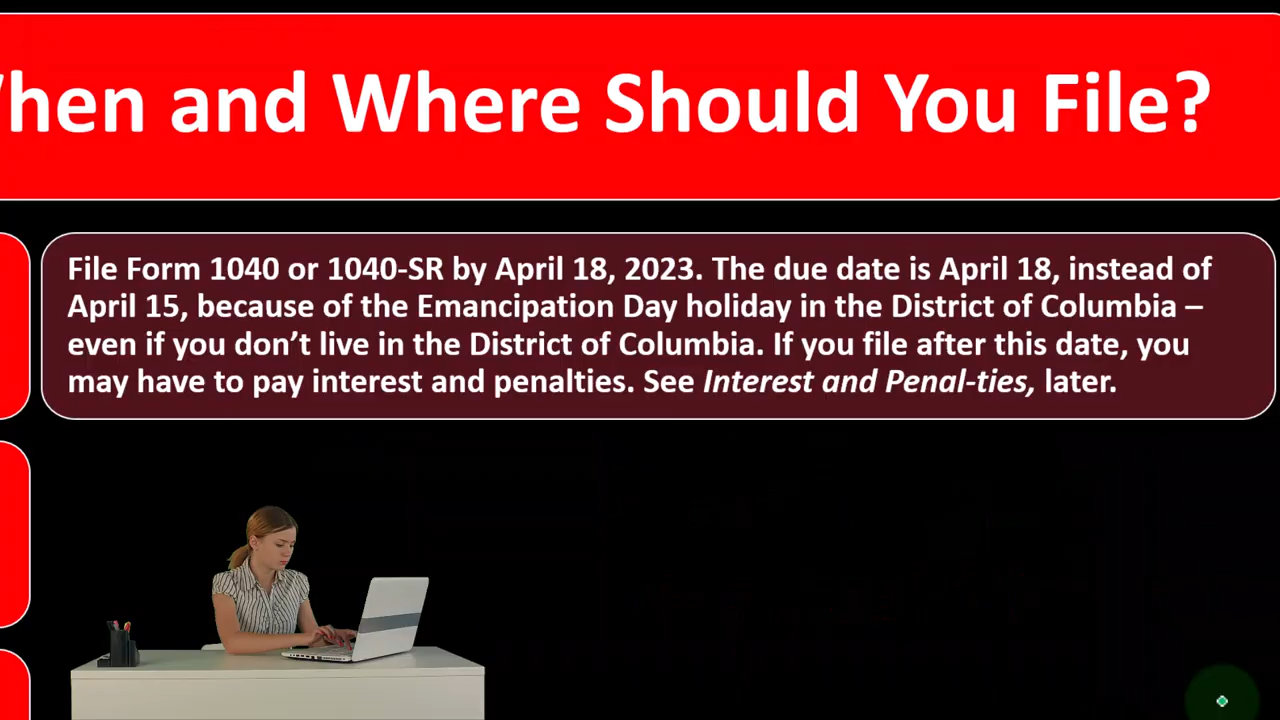 hen and Where Should You File?
File Form 1040 or 1040-SR by April 18, 2023. The due date is April 18, instead of
April 15, because of the Emancipation Day holiday in the District of Columbia –
even if you don’t live in the District of Columbia. If you file after this date, you
may have to pay interest and penalties. See Interest and Penal-ties, later.